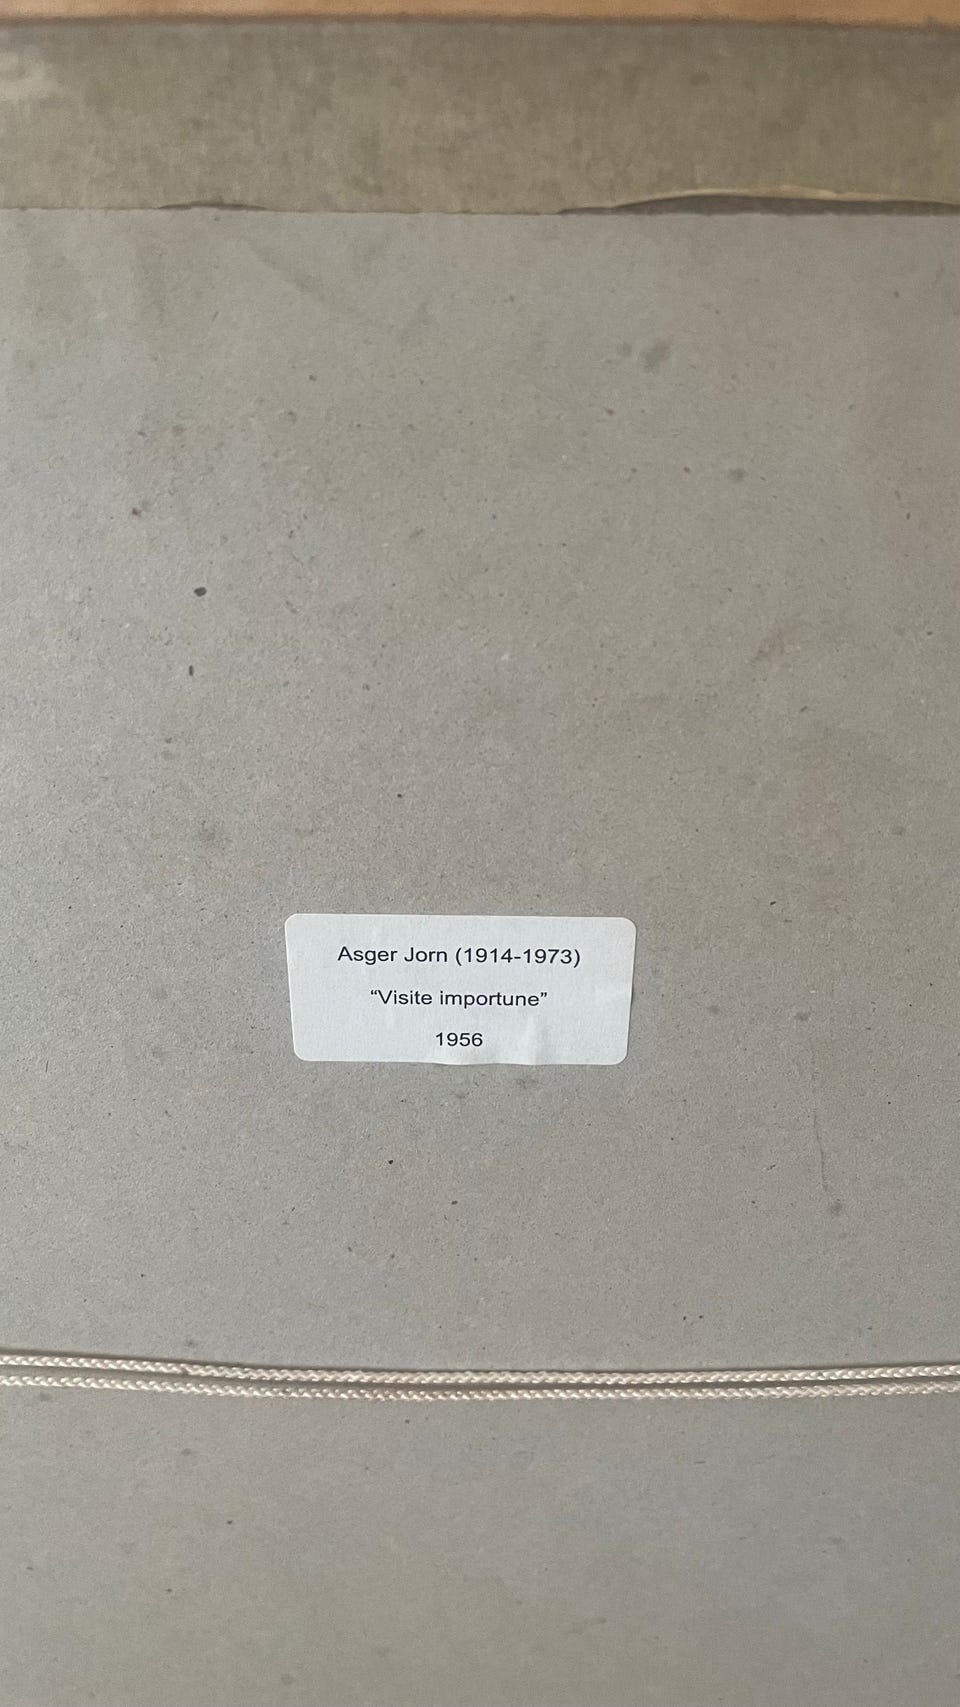 Asger Jorn (1914-1973)
“Visite importune”
1956